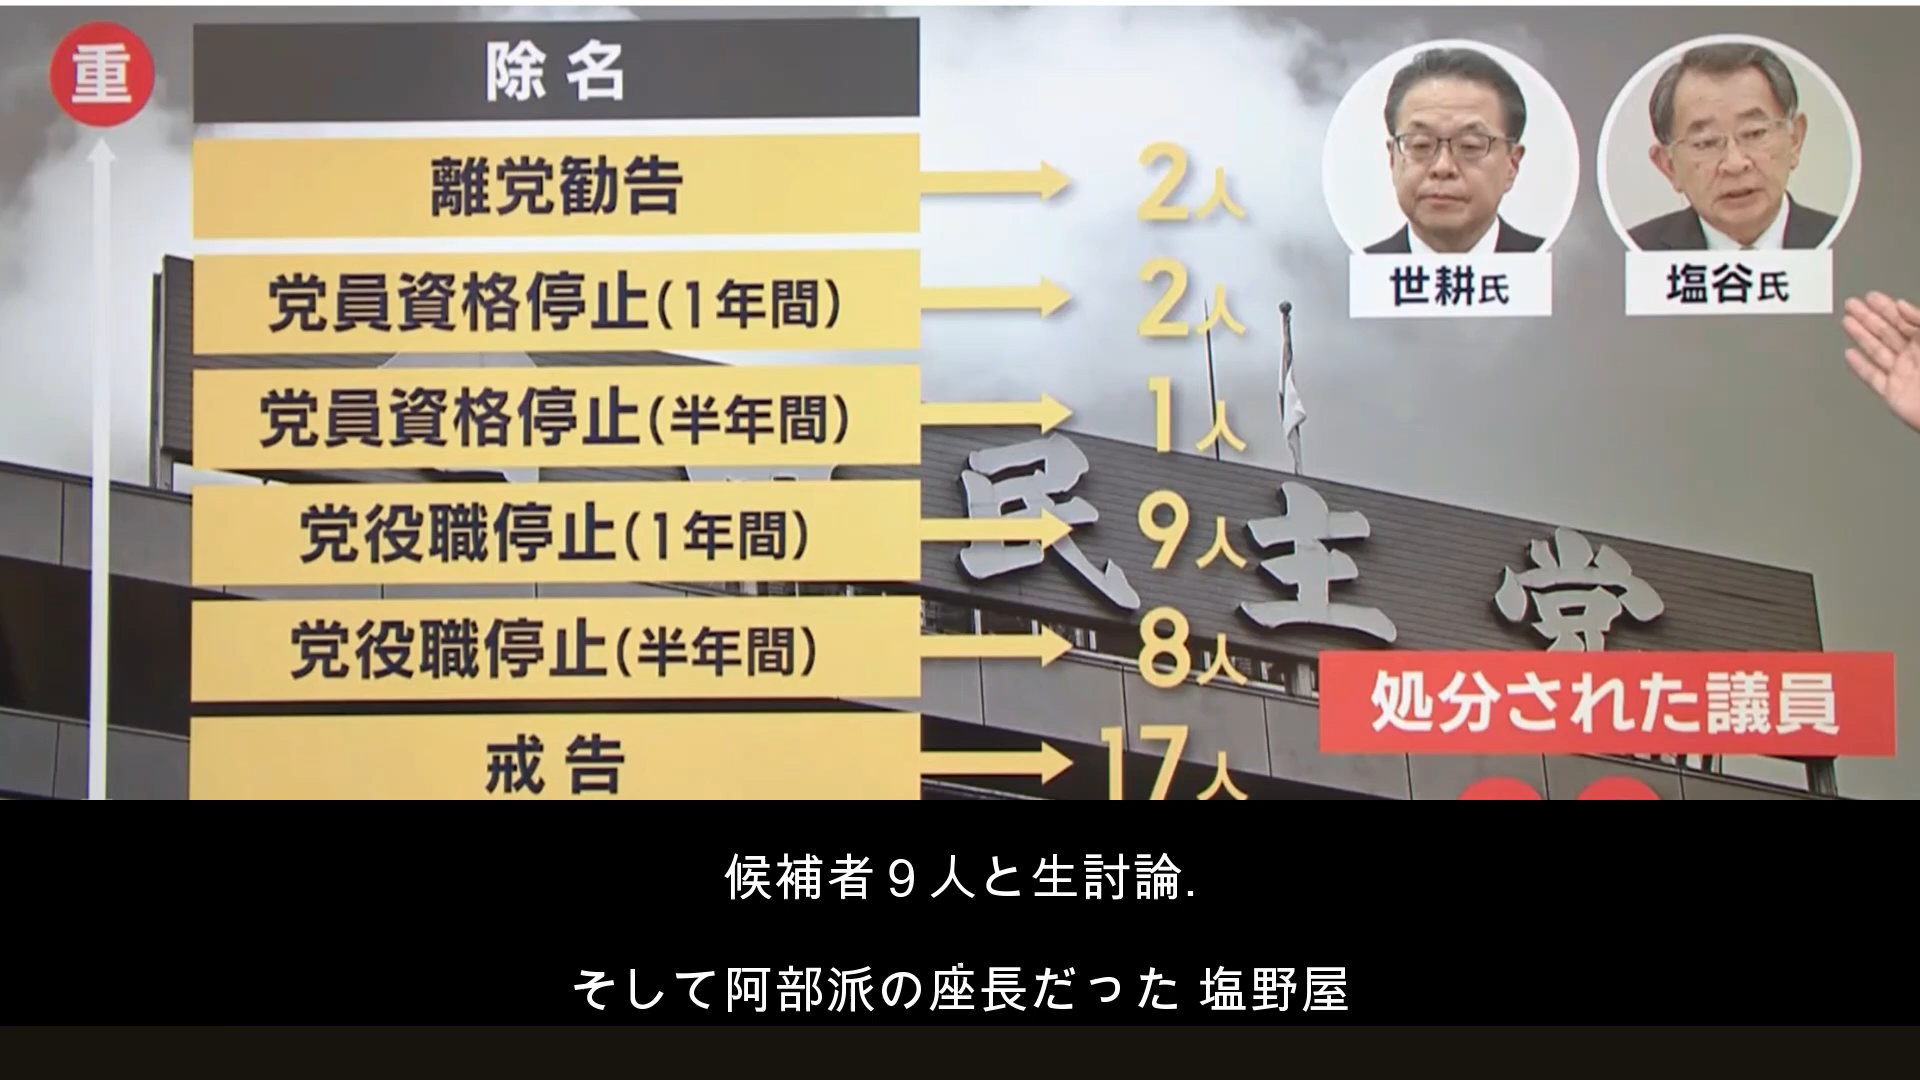 重
除名
離党勧告
2人
世耕氏
塩谷氏
党員資格停止(1年間)
2人
党員資格停止(半年間)
1人
党役職停止(1年間)
9人
民主党
党役職停止(半年間)
8人
処分された議員
戒告
17人
候補者9人と生討論.
そして阿部派の座長だった 塩野屋